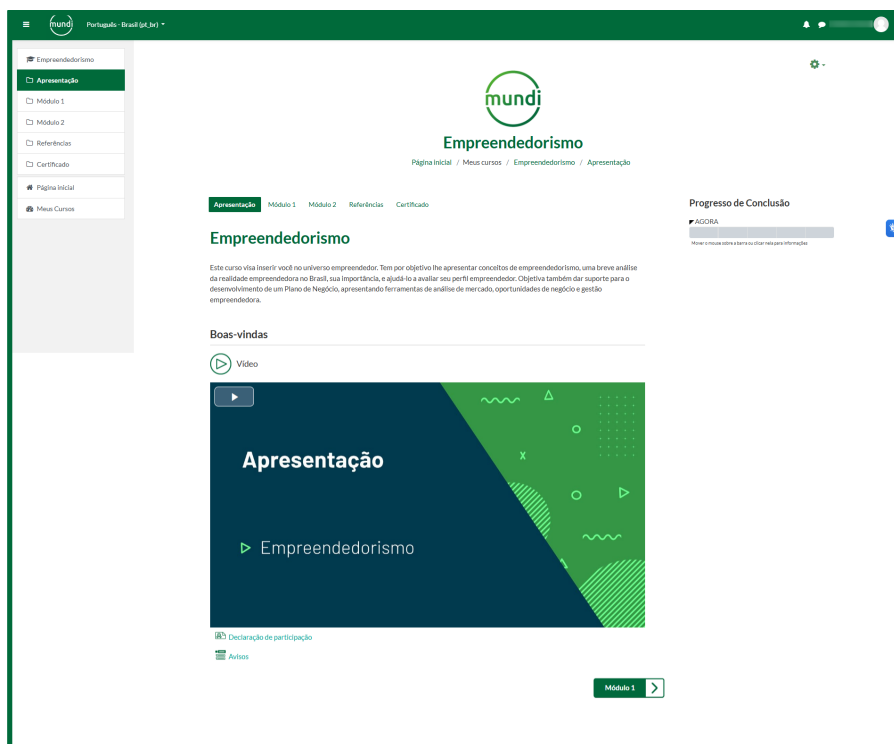 mundi
Português - Brasil (pt_br)
Empreendedorismo
Apresentação
Módulo 1
Módulo 2
Referências
Certificado
Página inicial
Meus Cursos
mundi
Empreendedorismo
Página inicial / Meus cursos / Empreendedorismo / Apresentação
Apresentação Módulo 1 Módulo 2 Referências Certificado
Empreendedorismo
Este curso visa inserir você no universo empreendedor. Tem por objetivo lhe apresentar conceitos de empreendedorismo, uma breve análise
da realidade empreendedora no Brasil, sua importância, e ajudá-lo a avaliar seu perfil empreendedor. Objetiva também dar suporte para o
desenvolvimento de um Plano de Negócio, apresentando ferramentas de análise de mercado, oportunidades de negócio e gestão
empreendedora.
Boas-vindas
Vídeo
Apresentação
Empreendedorismo
Declaração de participação
Avisos
Módulo 1
Progresso de Conclusão
AGORA
Mover o mouse sobre a barra ou clicar nela para informações